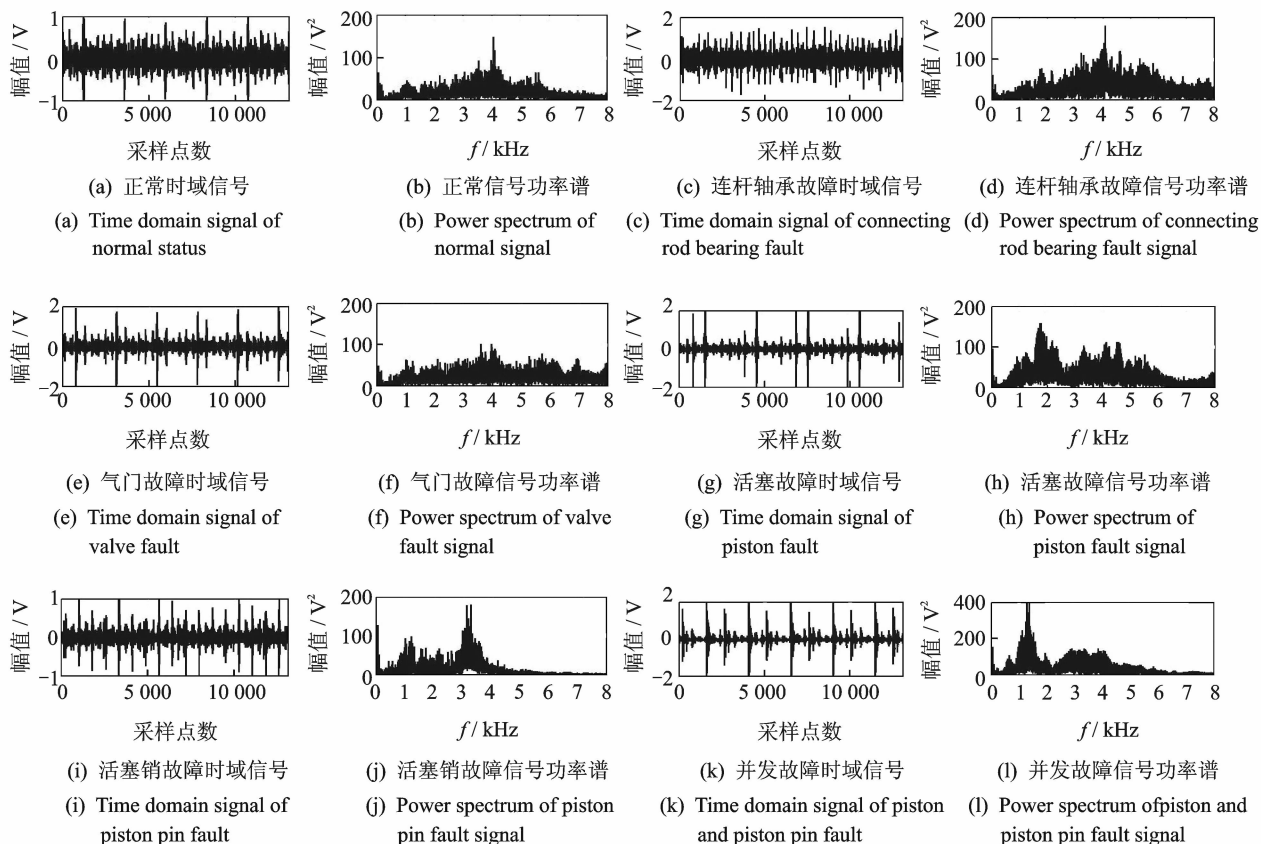 幅值 / V
1
0
−1
0
5 000
10 000
采样点数
(a) 正常时域信号
(a) Time domain signal of
normal status
幅值 / V²
200
100
0
0 1 2 3 4 5 6 7 8
f / kHz
(b) 正常信号功率谱
(b) Power spectrum of
normal signal
幅值 / V
2
0
−2
0
5 000
10 000
采样点数
(c) 连杆轴承故障时域信号
(c) Time domain signal of connecting
rod bearing fault
幅值 / V²
200
100
0
0 1 2 3 4 5 6 7 8
f / kHz
(d) 连杆轴承故障信号功率谱
(d) Power spectrum of connecting
rod bearing fault signal
幅值 / V
2
0
−2
0
5 000
10 000
采样点数
(e) 气门故障时域信号
(e) Time domain signal of
valve fault
幅值 / V²
200
100
0
0 1 2 3 4 5 6 7 8
f / kHz
(f) 气门故障信号功率谱
(f) Power spectrum of valve
fault signal
幅值 / V
2
0
−2
0
5 000
10 000
采样点数
(g) 活塞故障时域信号
(g) Time domain signal of
piston fault
幅值 / V²
200
100
0
0 1 2 3 4 5 6 7 8
f / kHz
(h) 活塞故障信号功率谱
(h) Power spectrum of
piston fault signal
幅值 / V
1
0
−1
0
5 000
10 000
采样点数
(i) 活塞销故障时域信号
(i) Time domain signal of
piston pin fault
幅值 / V²
200
100
0
0 1 2 3 4 5 6 7 8
f / kHz
(j) 活塞销故障信号功率谱
(j) Power spectrum of piston
pin fault signal
幅值 / V
2
0
−2
0
5 000
10 000
采样点数
(k) 并发故障时域信号
(k) Time domain signal of piston
and piston pin fault
幅值 / V²
400
200
0
0 1 2 3 4 5 6 7 8
f / kHz
(l) 并发故障信号功率谱
(l) Power spectrum ofpiston and
piston pin fault signal